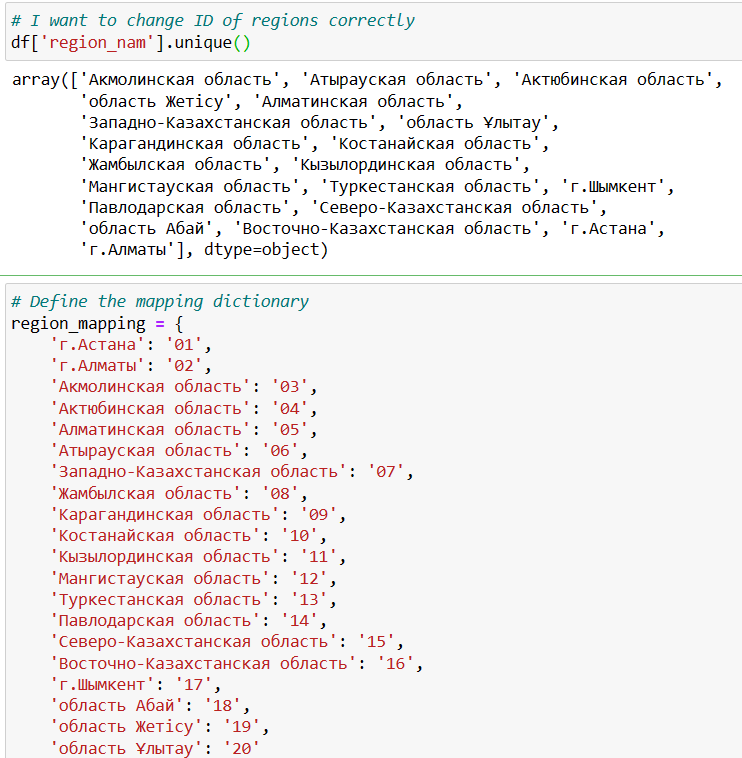 # I want to change ID of regions correctly
df['region_nam'].unique()
array(['Акмолинская область', 'Атырауская область', 'Актюбинская область',
'область Жетісу', 'Алматинская область',
'Западно-Казахстанская область', 'область Ұлытау',
'Карагандинская область', 'Костанайская область',
'Жамбылская область', 'Кызылординская область',
'Мангистауская область', 'Туркестанская область', 'г.Шымкент',
'Павлодарская область', 'Северо-Казахстанская область',
'область Абай', 'Восточно-Казахстанская область', 'г.Астана',
'г.Алматы'], dtype=object)
# Define the mapping dictionary
region_mapping = {
'г.Астана': '01',
'г.Алматы': '02',
'Акмолинская область': '03',
'Актюбинская область': '04',
'Алматинская область': '05',
'Атырауская область': '06',
'Западно-Казахстанская область': '07',
'Жамбылская область': '08',
'Карагандинская область': '09',
'Костанайская область': '10',
'Кызылординская область': '11',
'Мангистауская область': '12',
'Туркестанская область': '13',
'Павлодарская область': '14',
'Северо-Казахстанская область': '15',
'Восточно-Казахстанская область': '16',
'г.Шымкент': '17',
'область Абай': '18',
'область Жетісу': '19',
'область Ұлытау': '20'